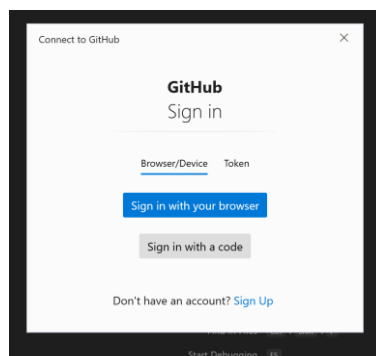 Connect to GitHub
GitHub
Sign in
Browser/Device Token
Sign in with your browser
Sign in with a code
Don't have an account? Sign Up
Start Debugging F5